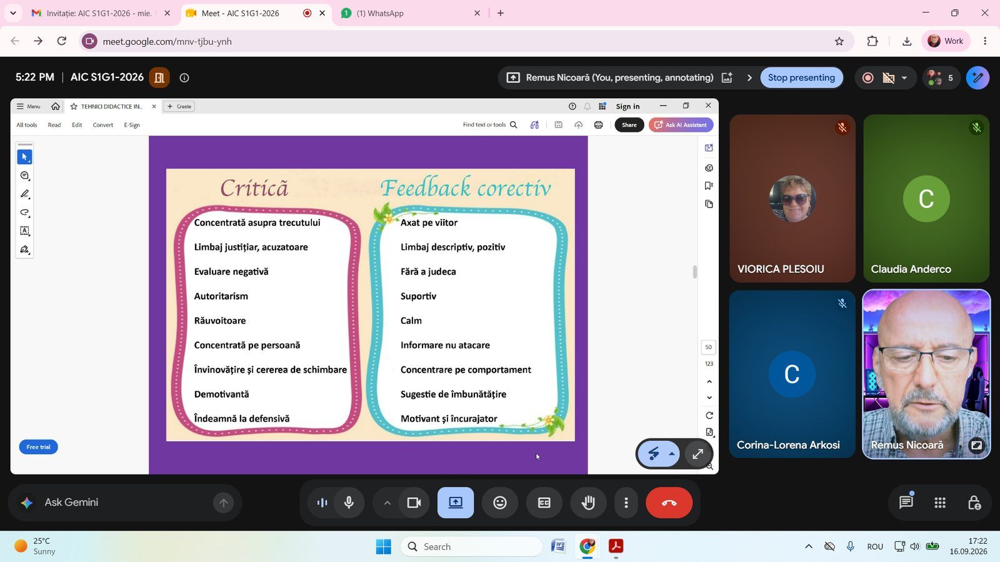 Invitație: AIC S1G1-2026 - mie.
Meet - AIC S1G1-2026
1
(1) WhatsApp
meet.google.com/mnv-tjbu-ynh
Work
5:22 PM
AIC S1G1-2026
Remus Nicoară (You, presenting, annotating)
Stop presenting
5
Menu
TEHNICI DIDACTICE IN...
Create
Sign in
All tools
Read
Edit
Convert
E-Sign
Find text or tools
Share
Ask AI Assistant
Critică
Feedback corectiv
Concentrată asupra trecutului
Axat pe viitor
Limbaj justițiar, acuzatoare
Limbaj descriptiv, pozitiv
Evaluare negativă
Fără a judeca
Autoritarism
Suportiv
Răuvoitoare
Calm
Concentrată pe persoană
Informare nu atacare
Învinovățire și cererea de schimbare
Concentrare pe comportament
Demotivantă
Sugestie de îmbunătățire
Îndeamnă la defensivă
Motivant și încurajator
50
123
Free trial
VIORICA PLESOIU
C
Claudia Anderco
C
Corina-Lorena Arkosi
Remus Nicoară
Ask Gemini
25°C
Sunny
Search
ROU
17:22
16.09.2026